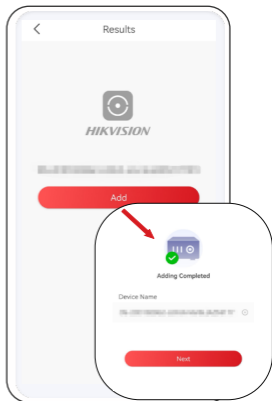 Results
HIKVISION
Add
Adding Completed
Device Name
Next